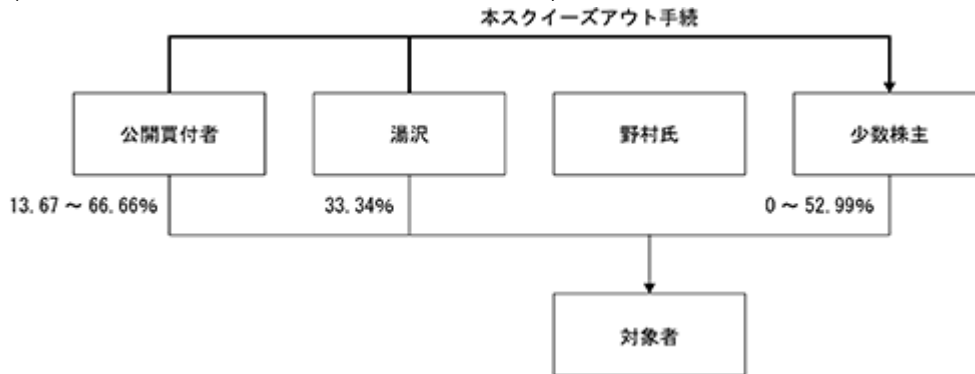 本スクイーズアウト手続
公開買付者
湯沢
野村氏
少数株主
13.67 ~ 66.66%
33.34%
0 ~ 52.99%
対象者